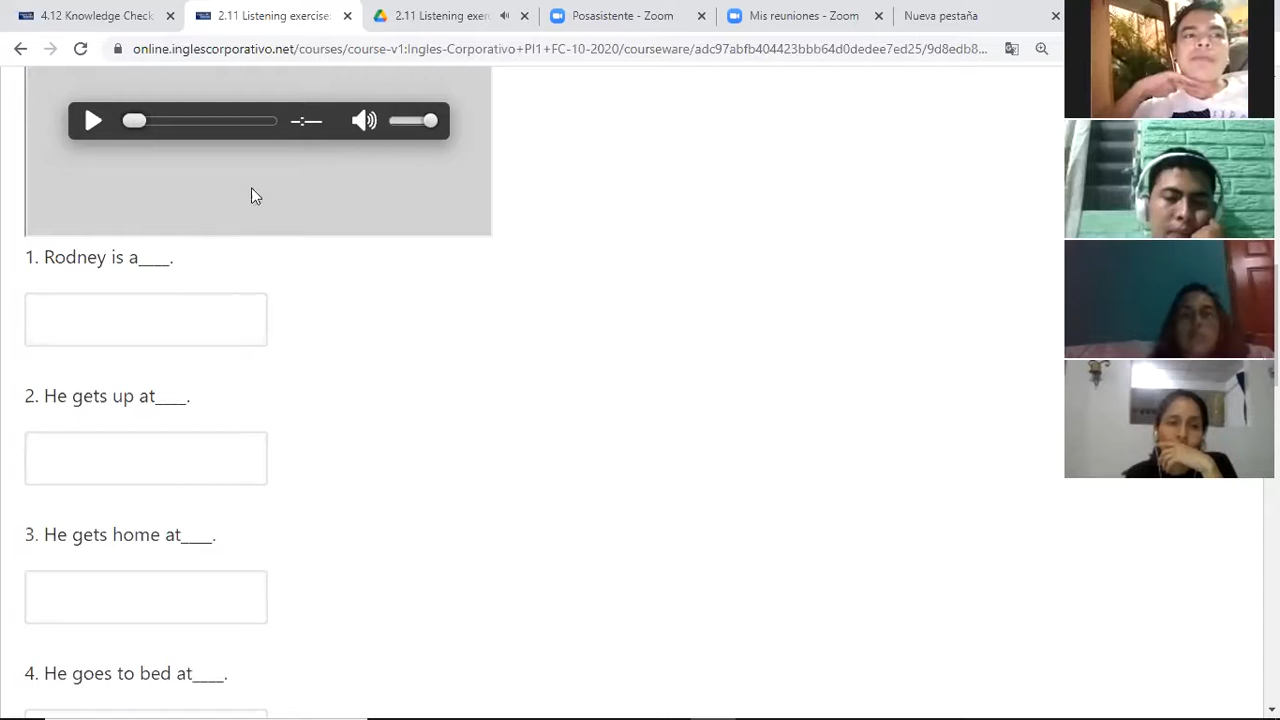 4.12 Knowledge Check
2.11 Listening exercise
2.11 Listening exer
Posasistente - Zoom
Mis reuniones - Zoom
Nueva pestaña
online.inglescorporativo.net/courses/course-v1:Ingles-Corporativo+PI1+FC-10-2020/courseware/adc97abfb404423bbb64d0dedee7ed25/9d8edb8...
--:--
1. Rodney is a____.
2. He gets up at____.
3. He gets home at____.
4. He goes to bed at____.